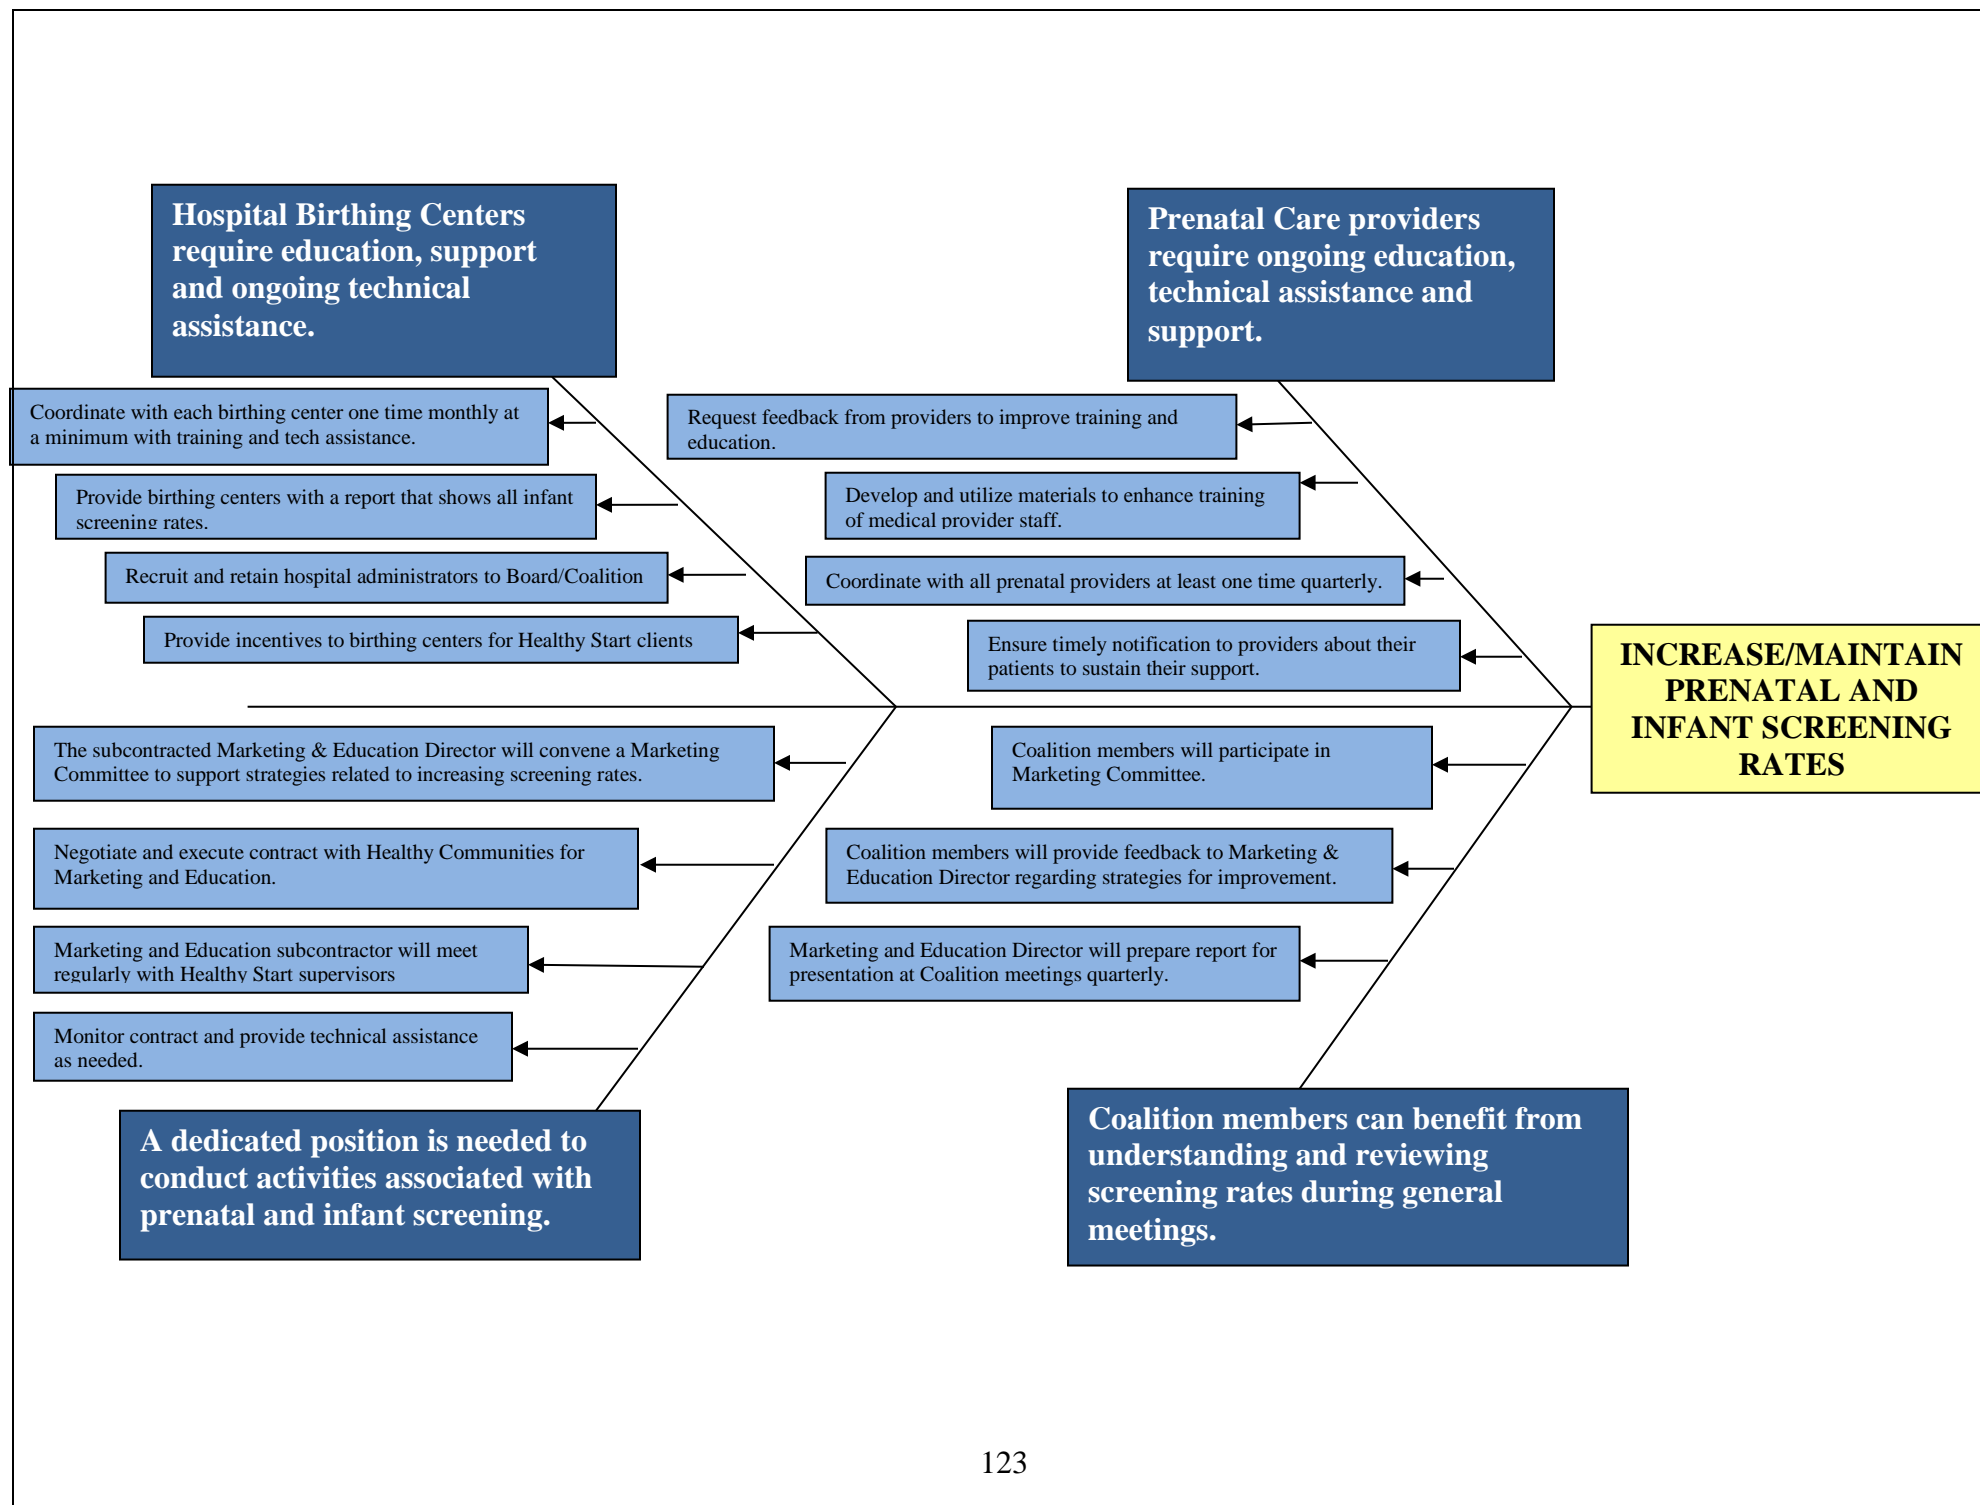 Hospital Birthing Centers
require education, support
and ongoing technical
assistance.
Prenatal Care providers
require ongoing education,
technical assistance and
support.
Coordinate with each birthing center one time monthly at
a minimum with training and tech assistance.
Provide birthing centers with a report that shows all infant
screening rates.
Recruit and retain hospital administrators to Board/Coalition
Provide incentives to birthing centers for Healthy Start clients
Request feedback from providers to improve training and
education.
Develop and utilize materials to enhance training
of medical provider staff.
Coordinate with all prenatal providers at least one time quarterly.
Ensure timely notification to providers about their
patients to sustain their support.
INCREASE/MAINTAIN
PRENATAL AND
INFANT SCREENING
RATES
The subcontracted Marketing & Education Director will convene a Marketing
Committee to support strategies related to increasing screening rates.
Negotiate and execute contract with Healthy Communities for
Marketing and Education.
Marketing and Education subcontractor will meet
regularly with Healthy Start supervisors
Monitor contract and provide technical assistance
as needed.
Coalition members will participate in
Marketing Committee.
Coalition members will provide feedback to Marketing &
Education Director regarding strategies for improvement.
Marketing and Education Director will prepare report for
presentation at Coalition meetings quarterly.
A dedicated position is needed to
conduct activities associated with
prenatal and infant screening.
Coalition members can benefit from
understanding and reviewing
screening rates during general
meetings.
123